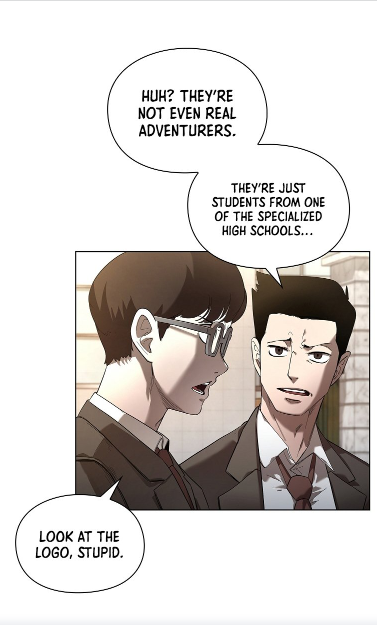 HUH? THEY'RE
NOT EVEN REAL
ADVENTURERS.
THEY'RE JUST
STUDENTS FROM ONE
OF THE SPECIALIZED
HIGH SCHOOLS...
LOOK AT THE
LOGO, STUPID.